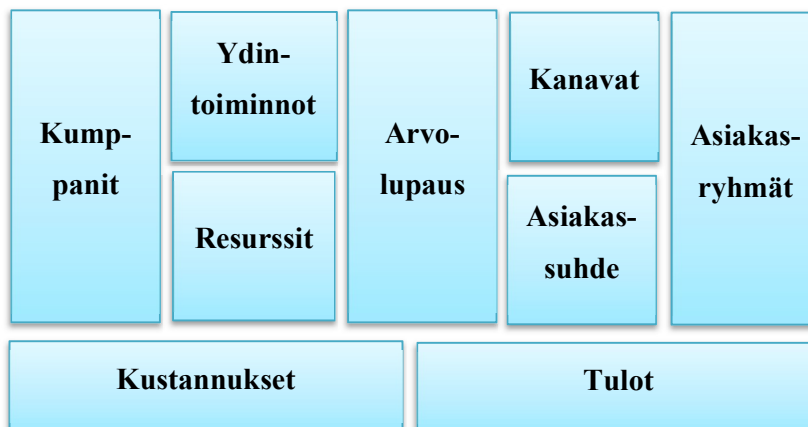 Kump-
panit
Ydin-
toiminnot
Resurssit
Arvo-
lupaus
Kanavat
Asiakas-
suhde
Asiakas-
ryhmät
Kustannukset
Tulot